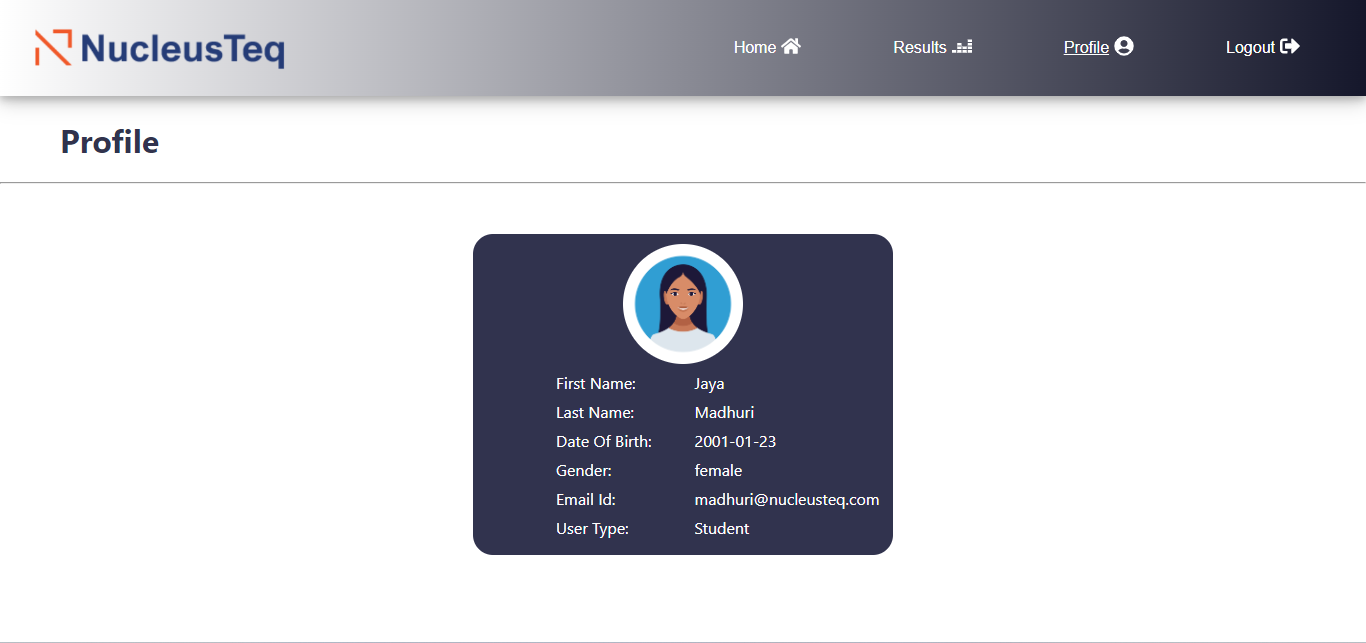 NucleusTeq Home Results Profile Logout
Profile
First Name: Jaya
Last Name: Madhuri
Date Of Birth: 2001-01-23
Gender: female
Email Id: madhuri@nucleusteq.com
User Type: Student